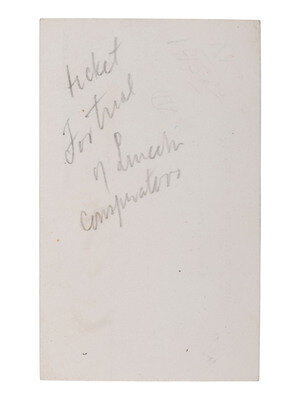 ticket
For trial
of Lincoln
conspirators